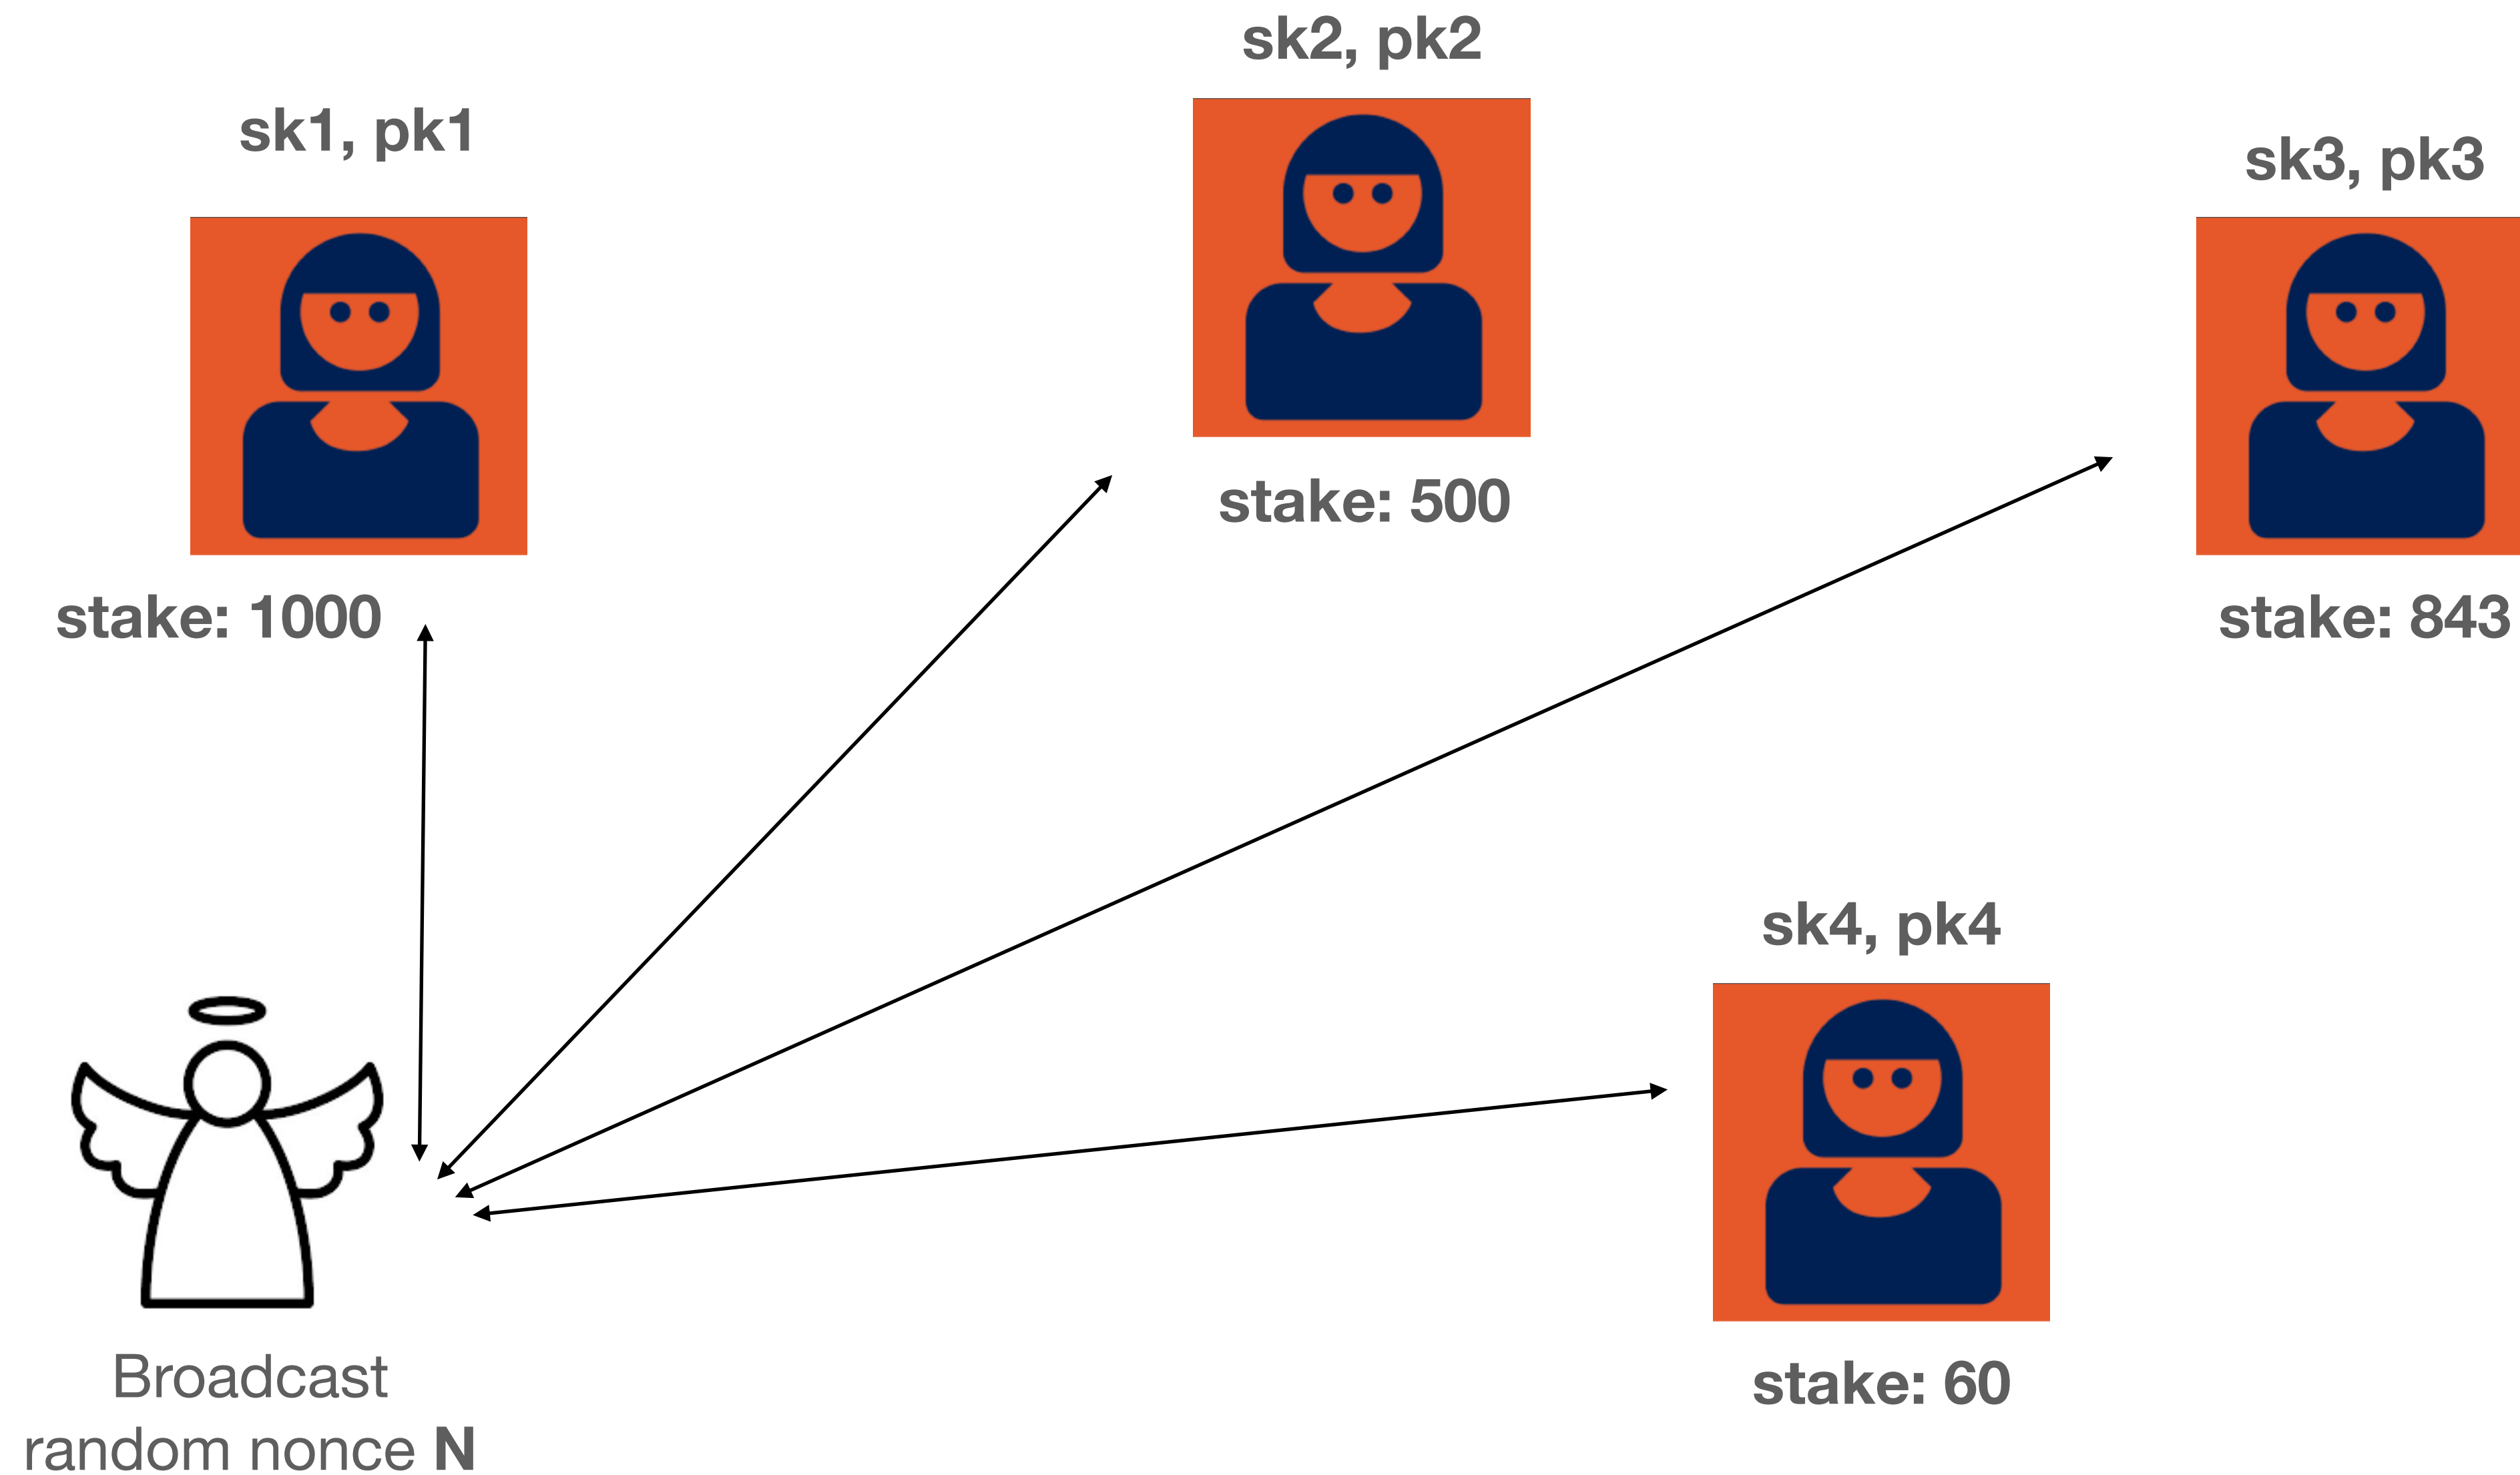 sk1, pk1
stake: 1000
sk2, pk2
stake: 500
sk3, pk3
stake: 843
sk4, pk4
stake: 60
Broadcast
random nonce N